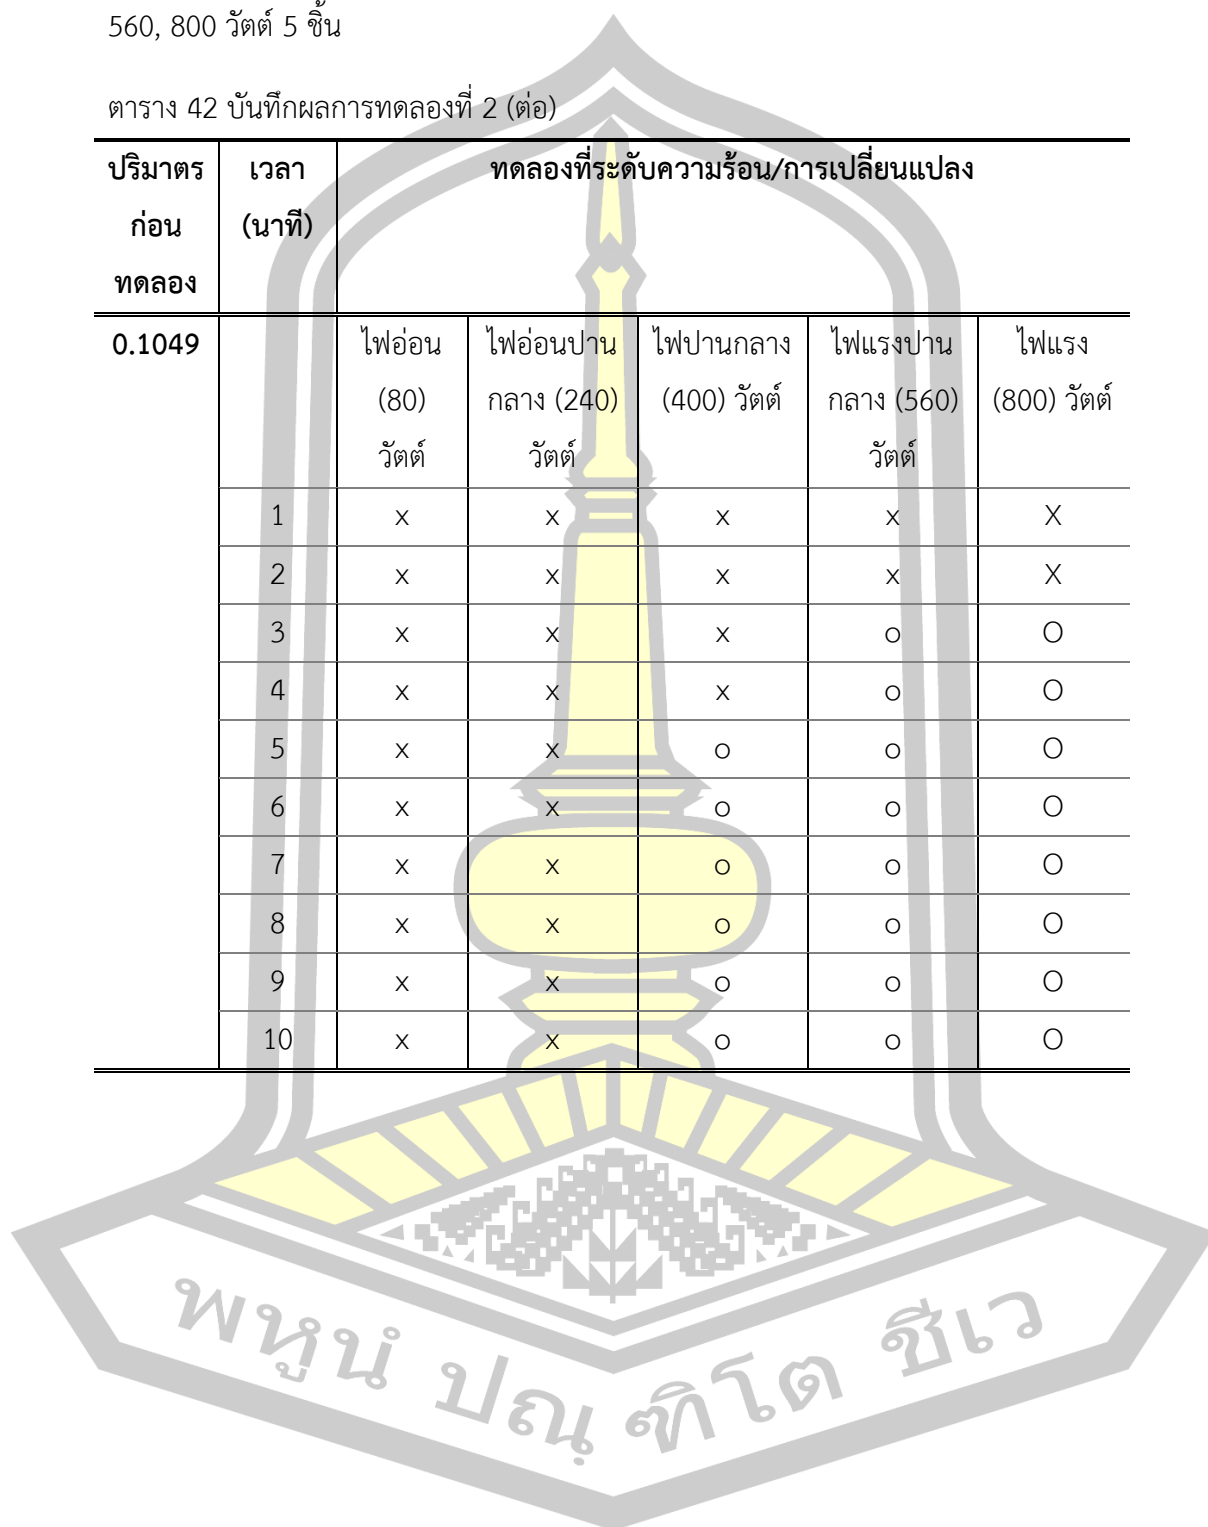 560, 800 วัตต์ 5 ชิ้น
ตาราง 42 บันทึกผลการทดลองที่ 2 (ต่อ)
ปริมาตร เวลา ทดลองที่ระดับความร้อน/การเปลี่ยนแปลง
ก่อน (นาที)
ทดลอง
0.1049 ไฟอ่อน ไฟอ่อนปาน ไฟปานกลาง ไฟแรงปาน ไฟแรง
(80) กลาง (240) (400) วัตต์ กลาง (560) (800) วัตต์
วัตต์ วัตต์ วัตต์
1 x x x x X
2 x x x x X
3 x x x o O
4 x x x o O
5 x x o o O
6 x x o o O
7 x x o o O
8 x x o o O
9 x x o o O
10 x x o o O
พหูนํ ปณฺฑิโต ชีเว